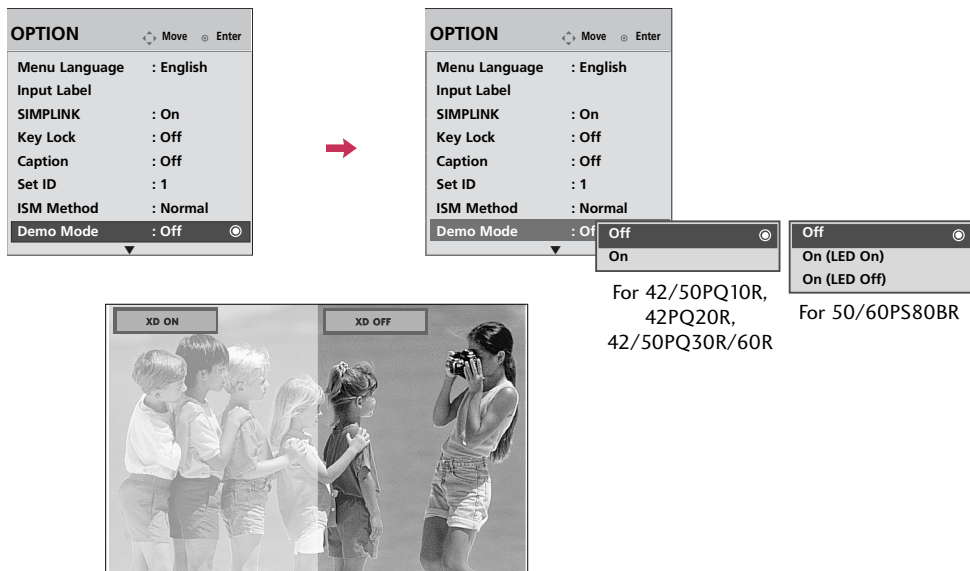 OPTION Move Enter
Menu Language : English
Input Label
SIMPLINK : On
Key Lock : Off
Caption : Off
Set ID : 1
ISM Method : Normal
Demo Mode : Off
OPTION Move Enter
Menu Language : English
Input Label
SIMPLINK : On
Key Lock : Off
Caption : Off
Set ID : 1
ISM Method : Normal
Demo Mode : Of
Off
On
For 42/50PQ10R,
42PQ20R,
42/50PQ30R/60R
Off
On (LED On)
On (LED Off)
For 50/60PS80BR
XD ON
XD OFF